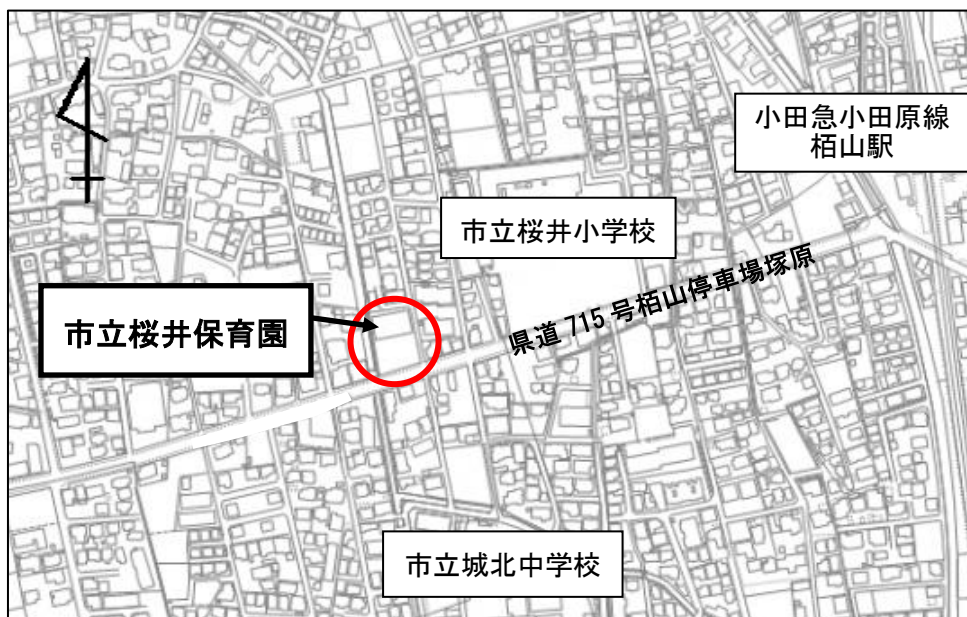 小田急小田原線
栢山駅
市立桜井小学校
県道 715 号栢山停車場塚原
市立桜井保育園
市立城北中学校